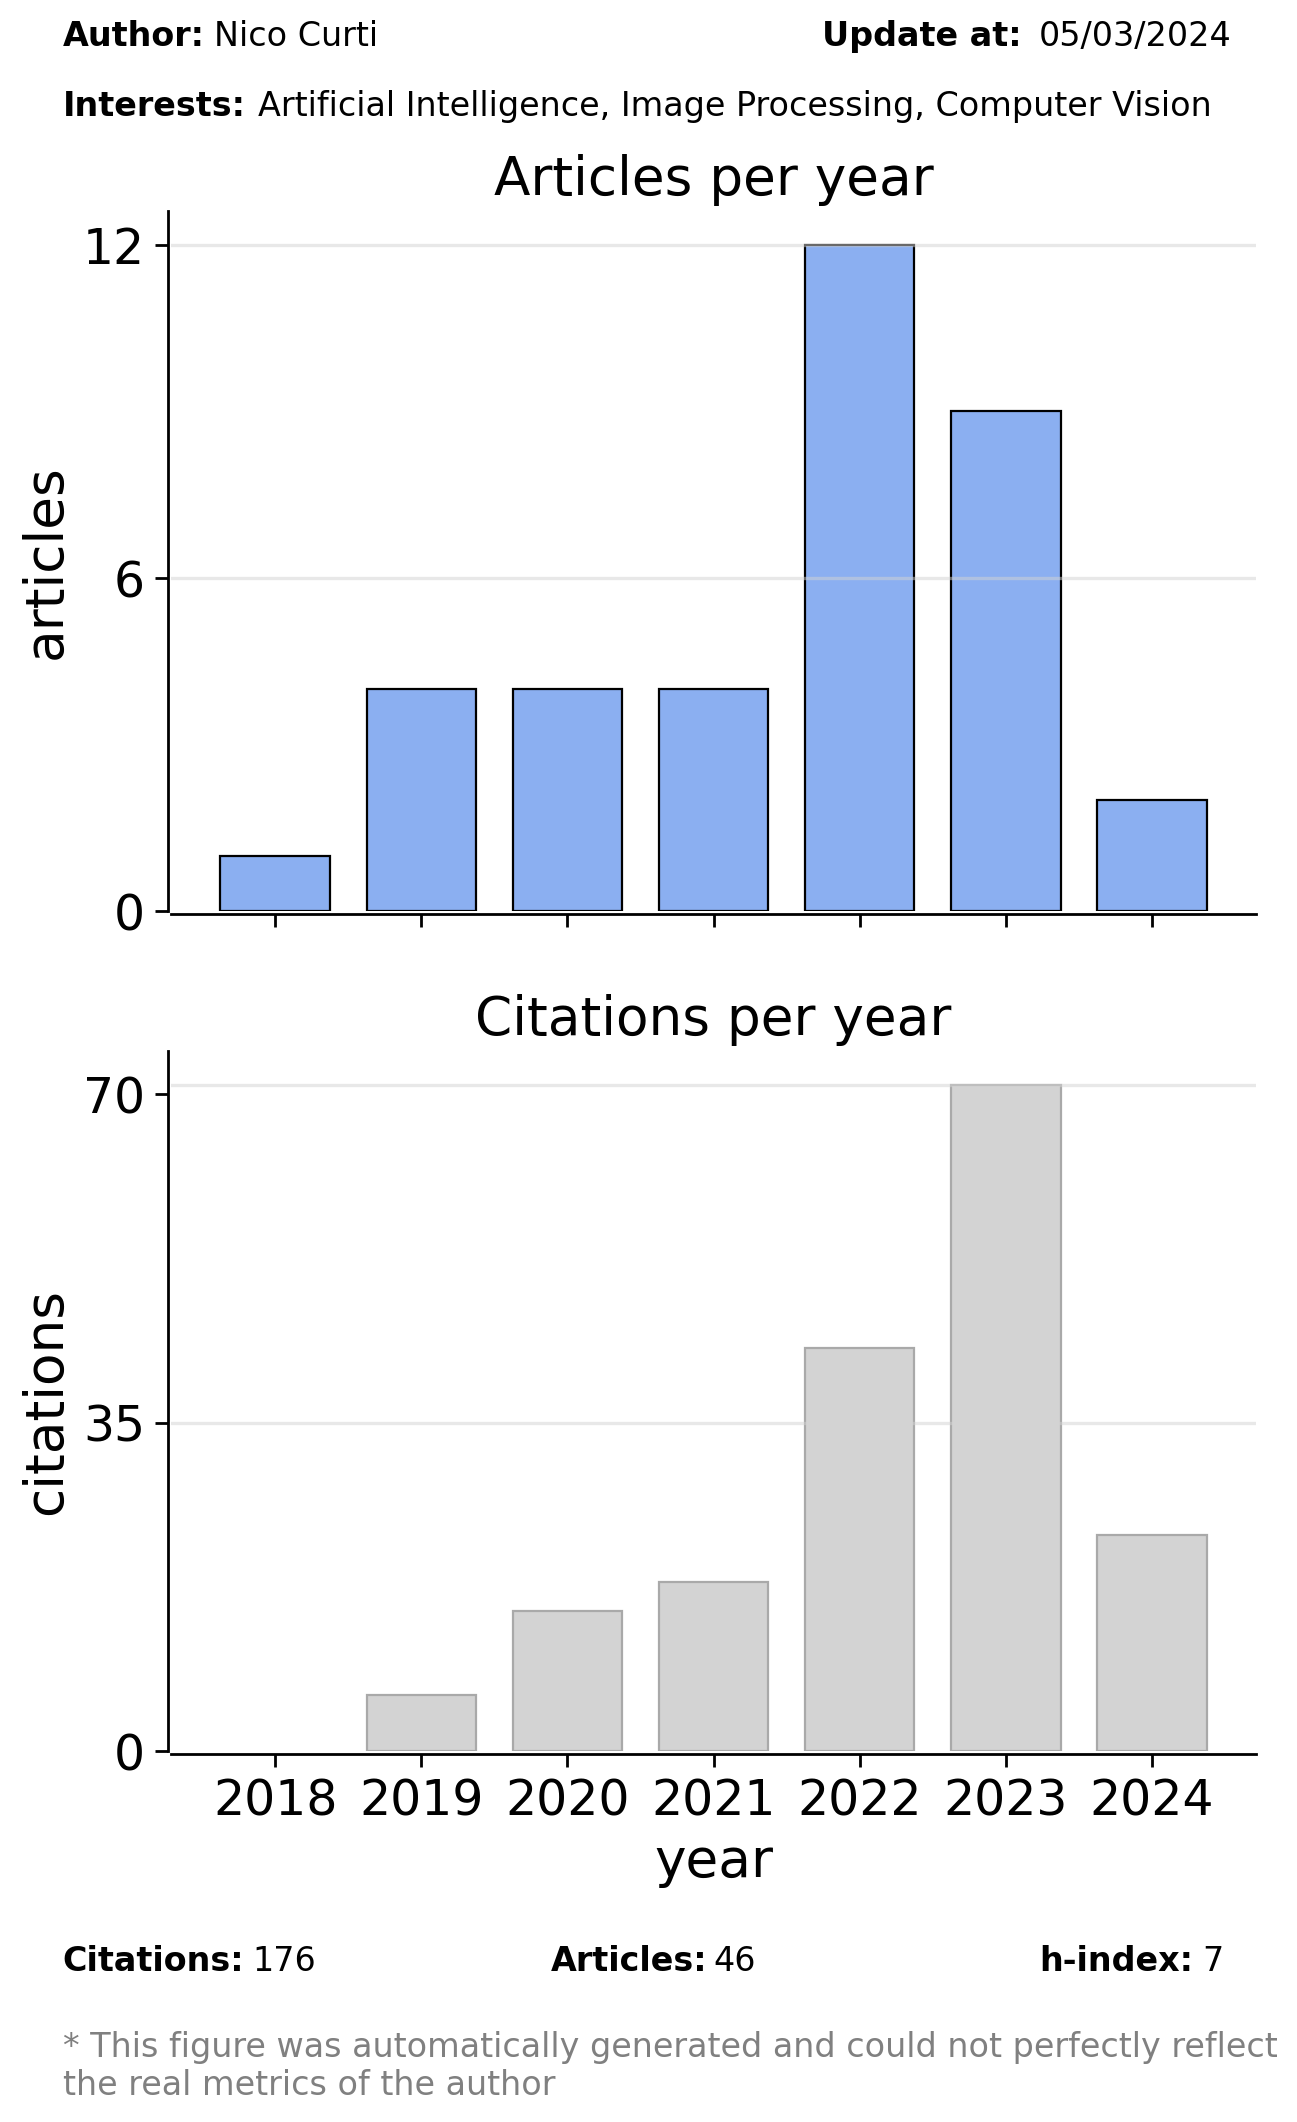 Author: Nico Curti Update at: 05/03/2024
Interests: Artificial Intelligence, Image Processing, Computer Vision
Articles per year
12
6
0
articles
Citations per year
70
35
0
citations
2018 2019 2020 2021 2022 2023 2024
year
Citations: 176 Articles: 46 h-index: 7
* This figure was automatically generated and could not perfectly reflect
the real metrics of the author